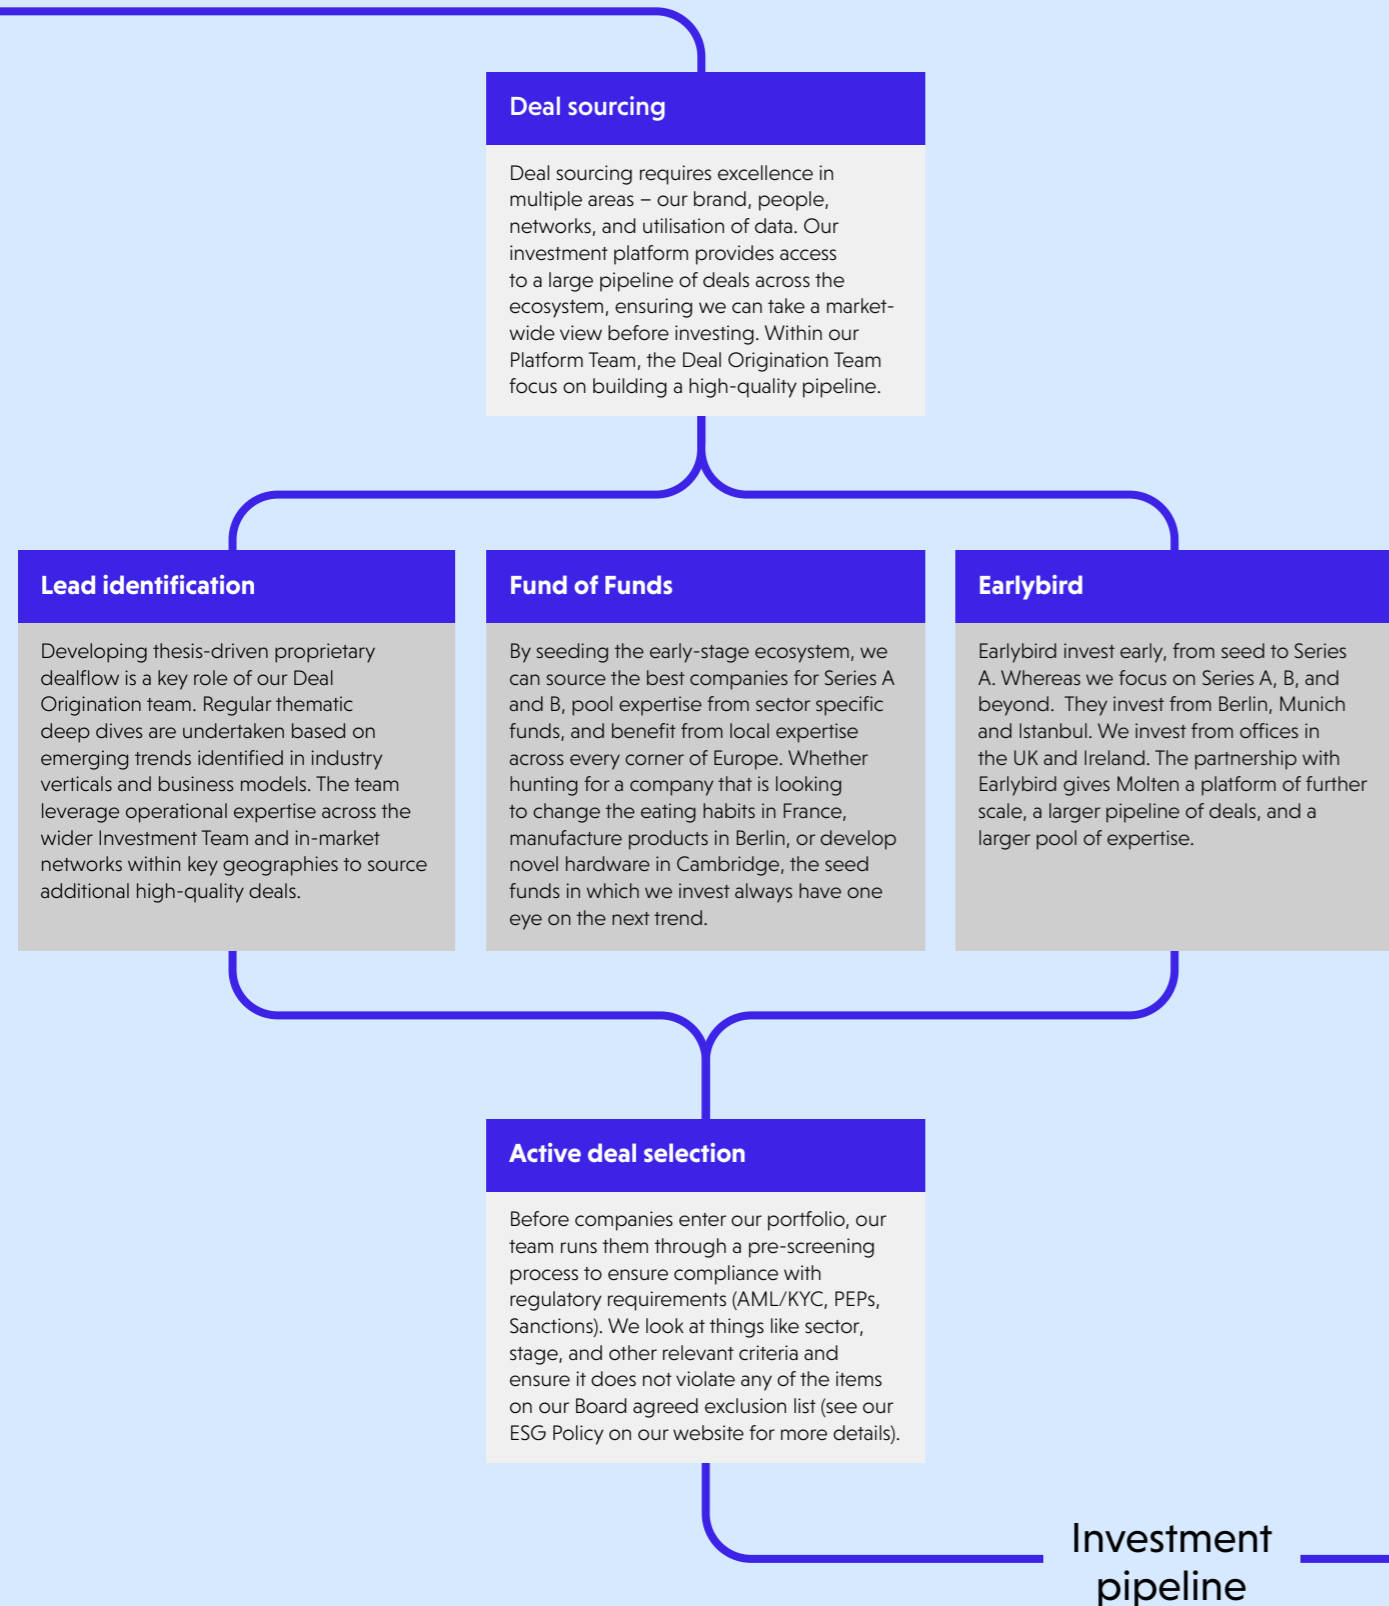 Deal sourcing
Deal sourcing requires excellence in
multiple areas – our brand, people,
networks, and utilisation of data. Our
investment platform provides access
to a large pipeline of deals across the
ecosystem, ensuring we can take a market-
wide view before investing. Within our
Platform Team, the Deal Origination Team
focus on building a high-quality pipeline.
Lead identification
Developing thesis-driven proprietary
dealflow is a key role of our Deal
Origination team. Regular thematic
deep dives are undertaken based on
emerging trends identified in industry
verticals and business models. The team
leverage operational expertise across the
wider Investment Team and in-market
networks within key geographies to source
additional high-quality deals.
Fund of Funds
By seeding the early-stage ecosystem, we
can source the best companies for Series A
and B, pool expertise from sector specific
funds, and benefit from local expertise
across every corner of Europe. Whether
hunting for a company that is looking
to change the eating habits in France,
manufacture products in Berlin, or develop
novel hardware in Cambridge, the seed
funds in which we invest always have one
eye on the next trend.
Earlybird
Earlybird invest early, from seed to Series
A. Whereas we focus on Series A, B, and
beyond.  They invest from Berlin, Munich
and Istanbul. We invest from offices in
the UK and Ireland. The partnership with
Earlybird gives Molten a platform of further
scale, a larger pipeline of deals, and a
larger pool of expertise.
Active deal selection
Before companies enter our portfolio, our
team runs them through a pre-screening
process to ensure compliance with
regulatory requirements (AML/KYC, PEPs,
Sanctions). We look at things like sector,
stage, and other relevant criteria and
ensure it does not violate any of the items
on our Board agreed exclusion list (see our
ESG Policy on our website for more details).
Investment
pipeline